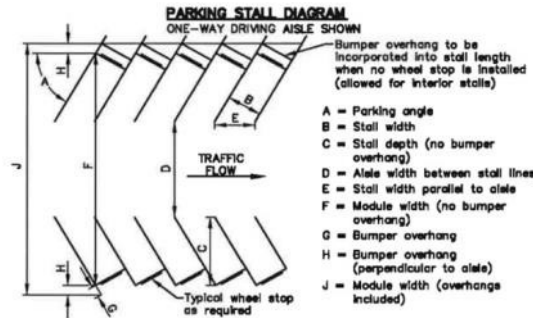 PARKING STALL DIAGRAM
ONE-WAY DRIVING AISLE SHOWN
Bumper overhang to be
incorporated into stall length
when no wheel stop is installed
(allowed for interior stalls)
H
A
B
E
J
F
D
TRAFFIC
FLOW
C
H
G
Typical wheel stop
as required
A = Parking angle
B = Stall width
C = Stall depth (no bumper
overhang)
D = Aisle width between stall lines
E = Stall width parallel to aisle
F = Module width (no bumper
overhang)
G = Bumper overhang
H = Bumper overhang
(perpendicular to aisle)
J = Module width (overhangs
included)